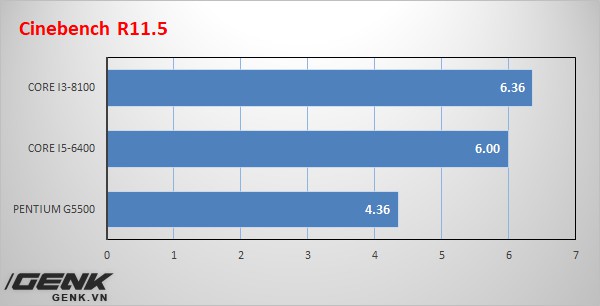 Cinebench R11.5
CORE I3-8100
6.36
CORE I5-6400
6.00
PENTIUM G5500
4.36
0 1 2 3 4 5 6 7
/GENK
GENK.VN